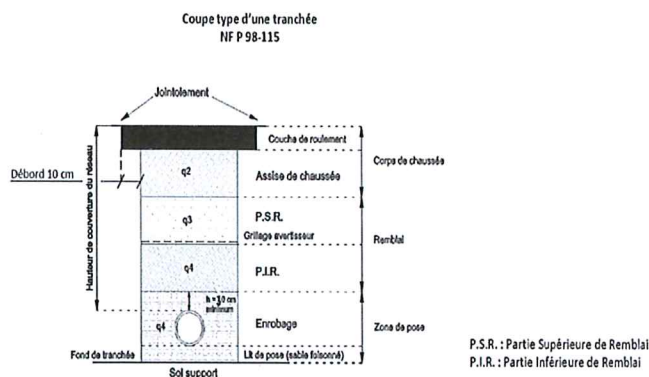 Coupe type d'une tranchée
NF P 98-115
Jointoiement
Couche de roulement
Corps de chaussée
Débord 10 cm
q2
Assise de chaussée
Hauteur de couverture du réseau
q3
P.S.R.
Grillage avertisseur
Remblai
q4
P.I.R.
h = 10 cm
minimum
q4
Enrobage
Zone de pose
Fond de tranchée
Lit de pose (sable foisonné)
Sol support
P.S.R. : Partie Supérieure de Remblai
P.I.R. : Partie Inférieure de Remblai